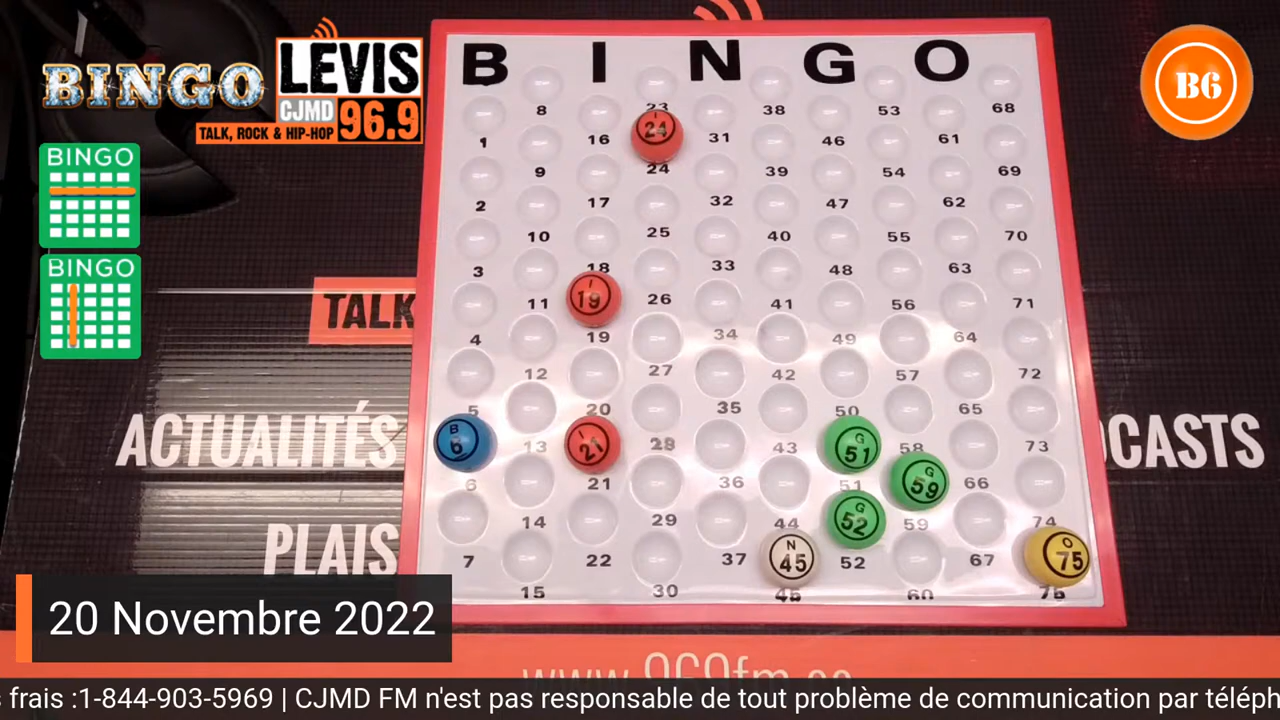 BINGO LEVIS
CJMD 96.9
TALK, ROCK & HIP-HOP
BINGO
BINGO
B I N G O
B6
8 23 38 53 68
1 16 24 31 46 61
9 24 39 54 69
2 17 32 47 62
10 25 40 55 70
3 18 33 48 63
11 I 19 26 41 56 71
4 19 34 49 64
12 27 42 57 72
5 20 35 50 65
B 6 13 I 21 28 43 G 51 58 73
6 21 36 51 G 59 66
14 29 44 G 52 59 74
7 22 37 N 45 52 67 O 75
15 30 45 60 75
TALK
ACTUALITÉS
CASTS
PLAIS
20 Novembre 2022
www.969fm.ca
s frais :1-844-903-5969 | CJMD FM n'est pas responsable de tout problème de communication par téléph